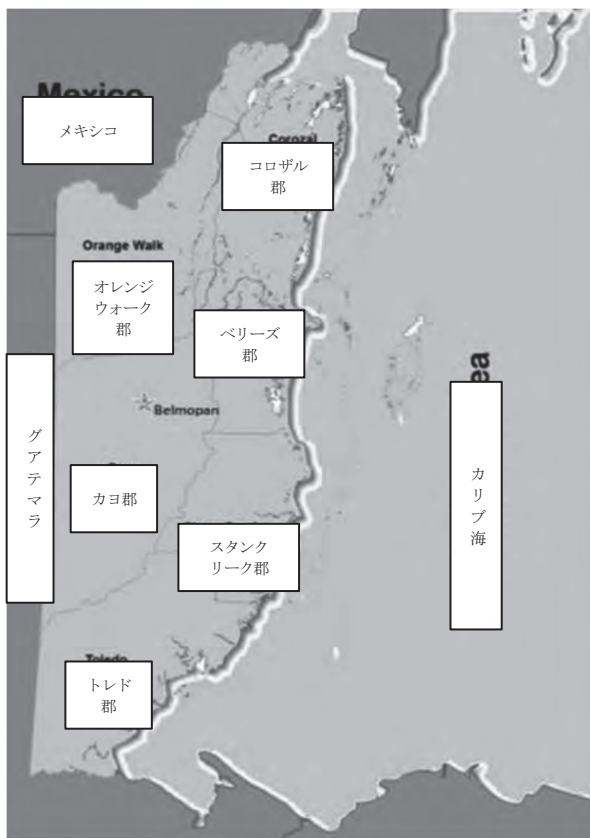 Mexico
メキシコ
Corozal
コロザル
郡
Orange Walk
オレンジ
ウォーク
郡
ベリーズ
郡
Belmopan
グアテマラ
カヨ郡
カリブ海
スタンク
リーク郡
Toledo
トレド
郡